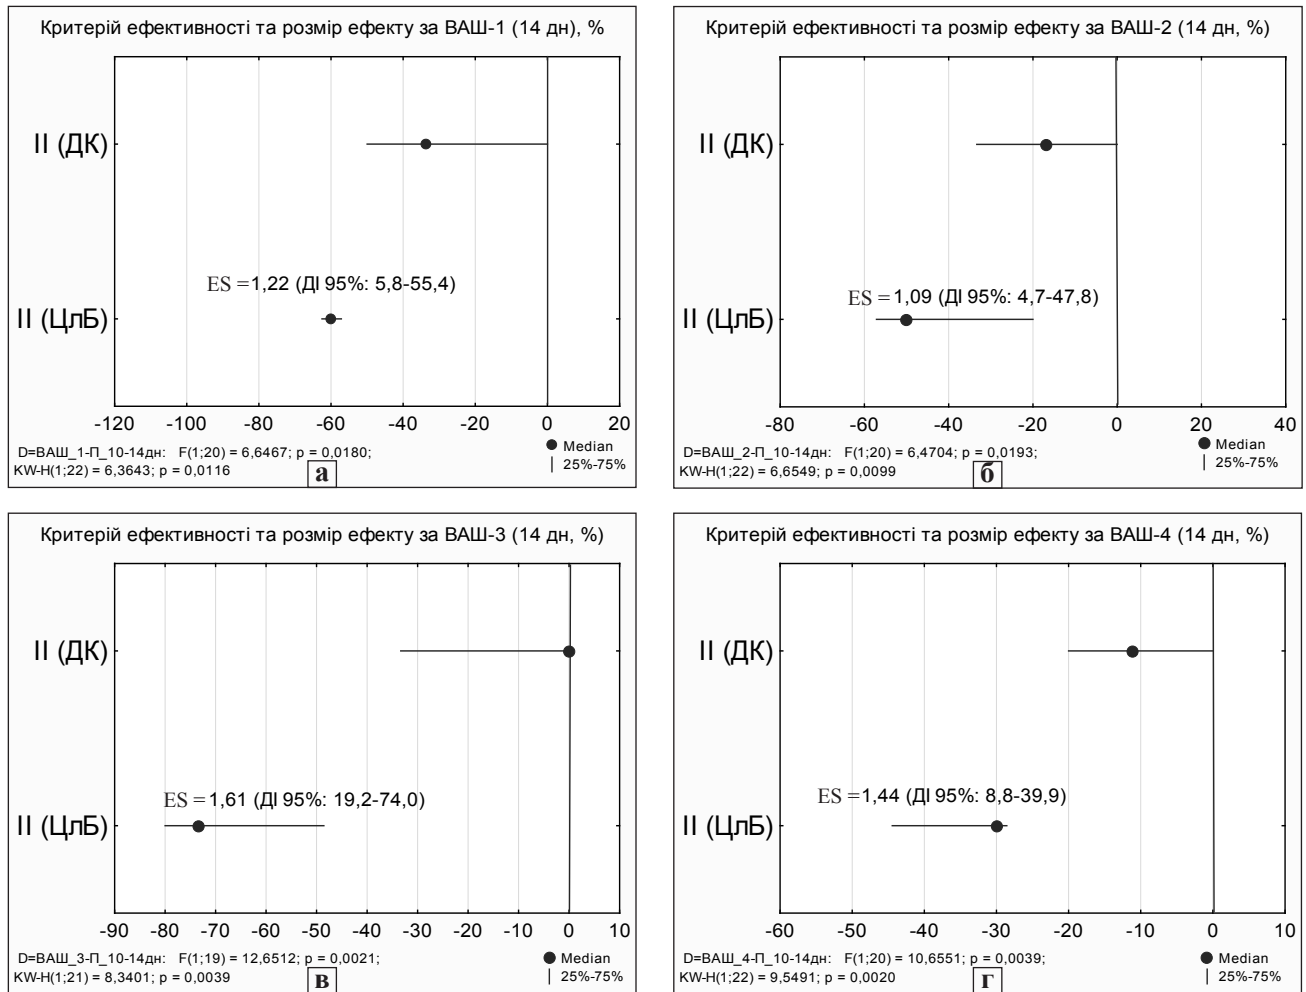 Критерій ефективності та розмір ефекту за ВАШ-1 (14 дн), %
II (ДК)
ES = 1,22 (ДІ 95%: 5,8-55,4)
II (ЦлБ)
-120 -100 -80 -60 -40 -20 0 20
D=ВАШ_1-П_10-14дн: F(1;20) = 6,6467; p = 0,0180;
KW-H(1;22) = 6,3643; p = 0,0116
Median
25%-75%
а
Критерій ефективності та розмір ефекту за ВАШ-2 (14 дн, %)
II (ДК)
ES = 1,09 (ДІ 95%: 4,7-47,8)
II (ЦлБ)
-80 -60 -40 -20 0 20 40
D=ВАШ_2-П_10-14дн: F(1;20) = 6,4704; p = 0,0193;
KW-H(1;22) = 6,6549; p = 0,0099
Median
25%-75%
б
Критерій ефективності та розмір ефекту за ВАШ-3 (14 дн, %)
II (ДК)
ES = 1,61 (ДІ 95%: 19,2-74,0)
II (ЦлБ)
-90 -80 -70 -60 -50 -40 -30 -20 -10 0 10
D=ВАШ_3-П_10-14дн: F(1;19) = 12,6512; p = 0,0021;
KW-H(1;21) = 8,3401; p = 0,0039
Median
25%-75%
в
Критерій ефективності та розмір ефекту за ВАШ-4 (14 дн, %)
II (ДК)
ES =1,44 (ДІ 95%: 8,8-39,9)
II (ЦлБ)
-60 -50 -40 -30 -20 -10 0 10
D=ВАШ_4-П_10-14дн: F(1;20) = 10,6551; p = 0,0039;
KW-H(1;22) = 9,5491; p = 0,0020
Median
25%-75%
г